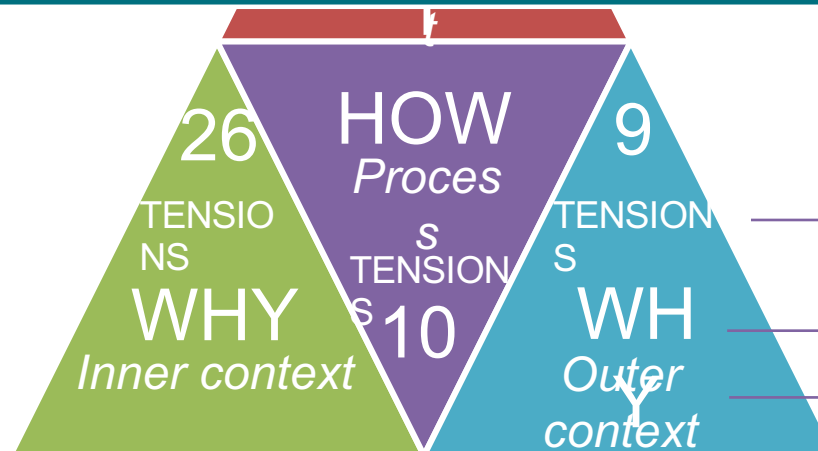 t
26
TENSIO
NS
WHY
Inner context
HOW
Proces
s
TENSION
S
10
9
TENSION
S
WH
Y
Outer
context